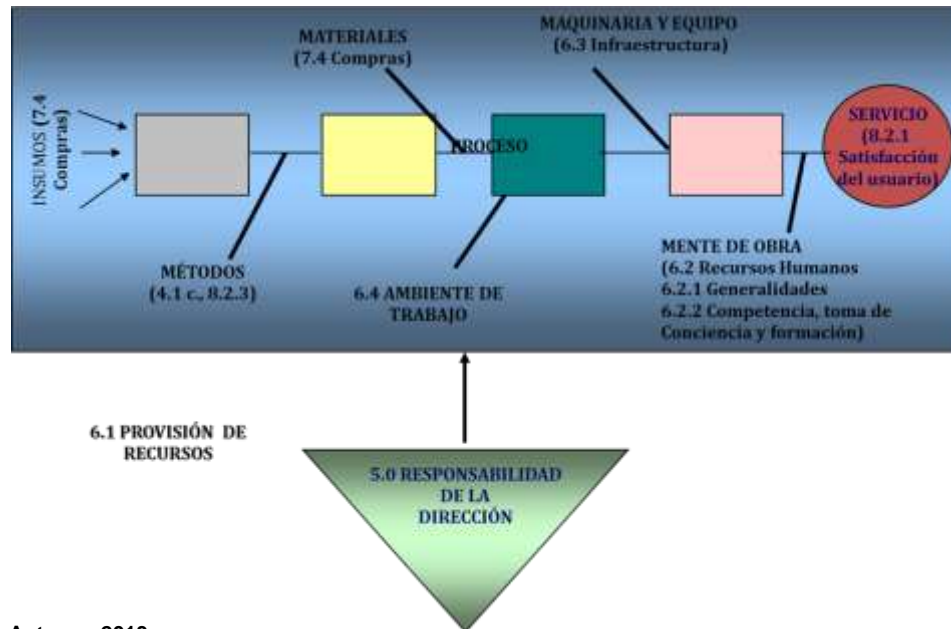 MATERIALES
(7.4 Compras)
MAQUINARIA Y EQUIPO
(6.3 Infraestructura)
INSUMOS (7.4
Compras)
PROCESO
SERVICIO
(8.2.1
Satisfacción
del usuario)
MÉTODOS
(4.1 c., 8.2.3)
6.4 AMBIENTE DE
TRABAJO
MENTE DE OBRA
(6.2 Recursos Humanos
6.2.1 Generalidades
6.2.2 Competencia, toma de
Conciencia y formación)
6.1 PROVISIÓN DE
RECURSOS
5.0 RESPONSABILIDAD
DE LA
DIRECCIÓN